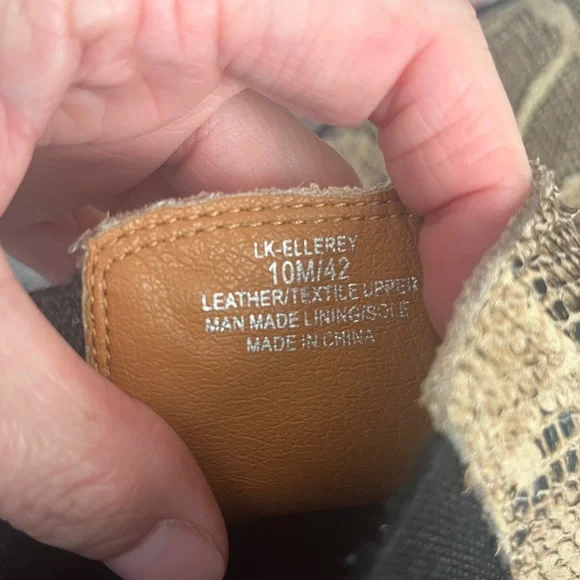 LK-ELLEREY
10M/42
LEATHER/TEXTILE UPPER
MAN MADE LINING/SOLE
MADE IN CHINA